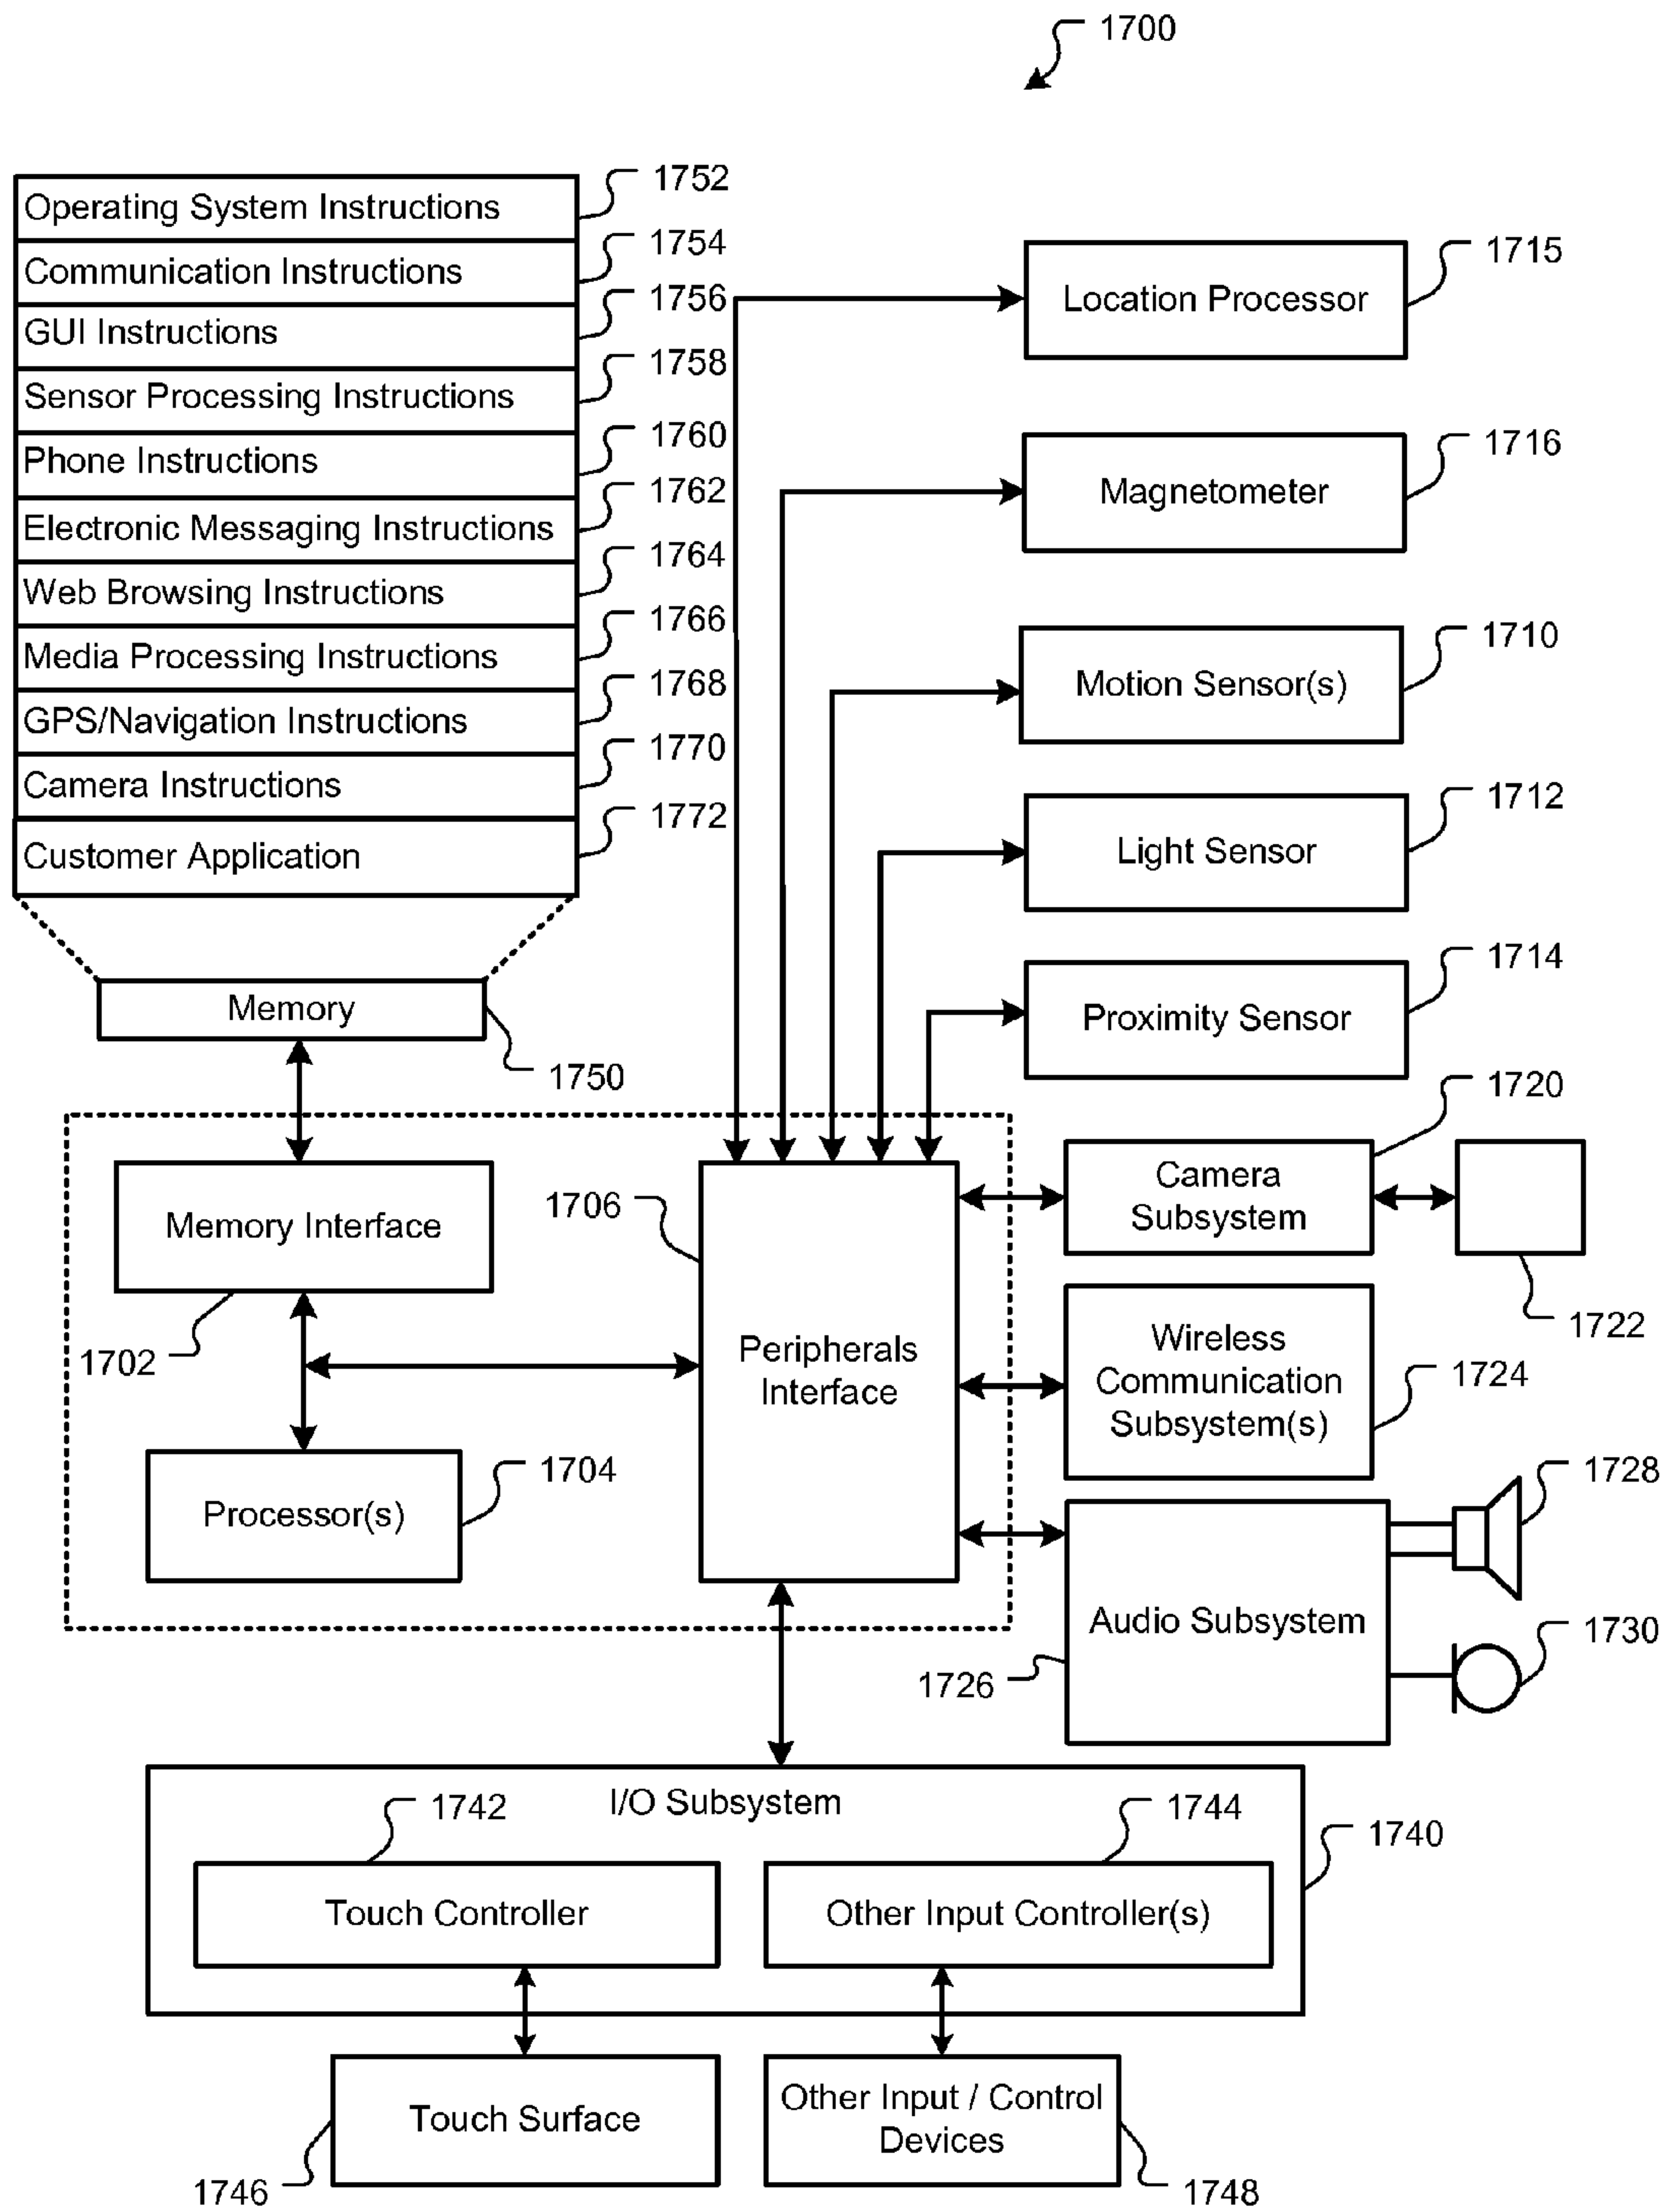 1700
Operating System Instructions
1752
Communication Instructions
1754
GUI Instructions
1756
Sensor Processing Instructions
1758
Phone Instructions
1760
Electronic Messaging Instructions
1762
Web Browsing Instructions
1764
Media Processing Instructions
1766
GPS/Navigation Instructions
1768
Camera Instructions
1770
Customer Application
1772
Memory
1750
Location Processor
1715
Magnetometer
1716
Motion Sensor(s)
1710
Light Sensor
1712
Proximity Sensor
1714
Memory Interface
1702
Processor(s)
1704
1706
Peripherals
Interface
Camera
Subsystem
1720
1722
Wireless
Communication
Subsystem(s)
1724
Audio Subsystem
1726
1728
1730
I/O Subsystem
1740
1742
Touch Controller
1744
Other Input Controller(s)
Touch Surface
1746
Other Input / Control
Devices
1748